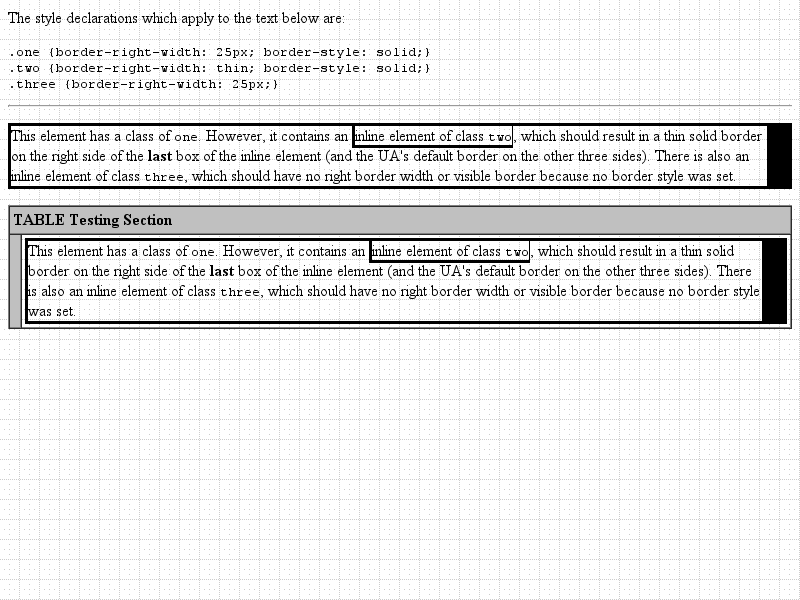 The style declarations which apply to the text below are:
.one {border-right-width: 25px; border-style: solid;}
.two {border-right-width: thin; border-style: solid;}
.three {border-right-width: 25px;}
This element has a class of one. However, it contains an inline element of class two, which should result in a thin solid border
on the right side of the last box of the inline element (and the UA's default border on the other three sides). There is also an
inline element of class three, which should have no right border width or visible border because no border style was set.
TABLE Testing Section
This element has a class of one. However, it contains an inline element of class two, which should result in a thin solid
border on the right side of the last box of the inline element (and the UA's default border on the other three sides). There
is also an inline element of class three, which should have no right border width or visible border because no border style
was set.